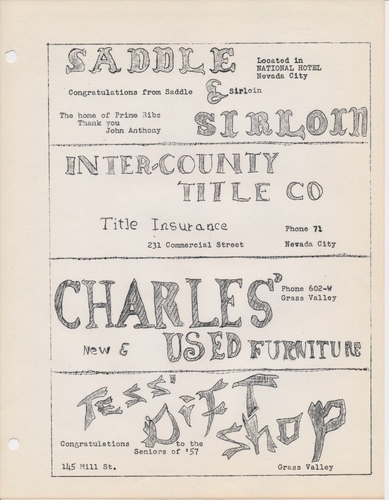 SADDLE
&
SIRLOIN
Located in
NATIONAL HOTEL
Nevada City
Congratulations from Saddle & Sirloin
The home of Prime Ribs
Thank you
John Anthony
INTER-COUNTY
TITLE CO
Title Insurance
Phone 71
231 Commercial Street
Nevada City
CHARLES'
Phone 602-W
Grass Valley
New & USED FURNITURE
TESS' GIFT
SHOP
Congratulations to the
Seniors of '57
145 Mill St.
Grass Valley